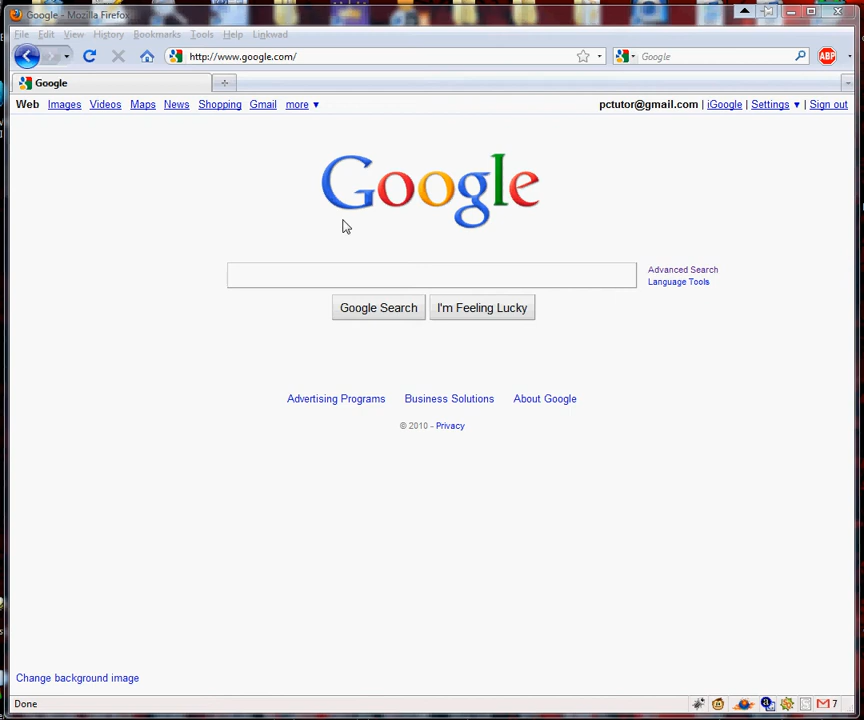 Google - Mozilla Firefox
File Edit View History Bookmarks Tools Help Linkwad
http://www.google.com/ Google ABP
Google
Web Images Videos Maps News Shopping Gmail more ▼ pctutor@gmail.com | iGoogle | Settings ▼ | Sign out
Google
Advanced Search
Language Tools
Google Search I'm Feeling Lucky
Advertising Programs Business Solutions About Google
© 2010 - Privacy
Change background image
Done 7